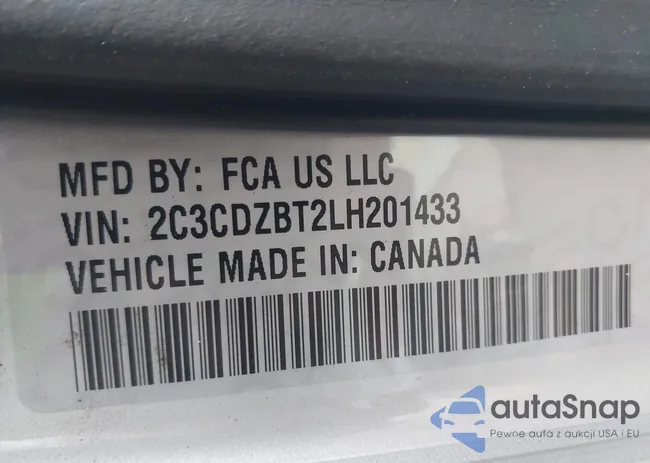 MFD BY: FCA US LLC
VIN: 2C3CDZBT2LH201433
VEHICLE MADE IN: CANADA
autaSnap
Pewne auta z aukcji USA i EU